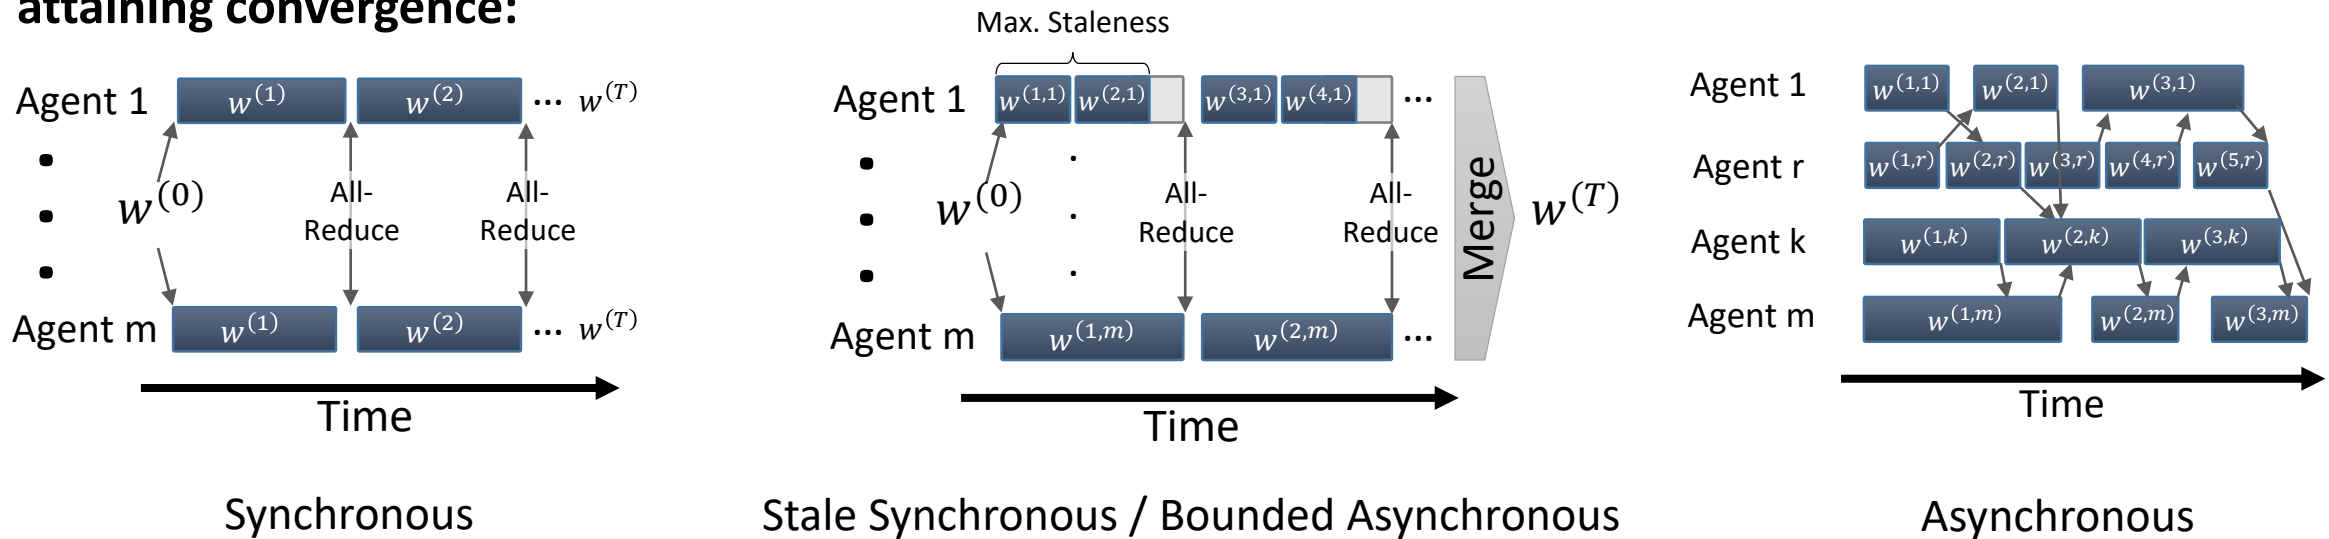 attaining convergence:
Agent 1
w^(1)
w^(2)
... w^(T)
w^(0)
All-
Reduce
All-
Reduce
Agent m
w^(1)
w^(2)
... w^(T)
Time
Synchronous
Max. Staleness
Agent 1
w^(1,1)
w^(2,1)
w^(3,1)
w^(4,1)
...
w^(0)
All-
Reduce
All-
Reduce
Merge
w^(T)
Agent m
w^(1,m)
w^(2,m)
...
Time
Stale Synchronous / Bounded Asynchronous
Agent 1
w^(1,1)
w^(2,1)
w^(3,1)
Agent r
w^(1,r)
w^(2,r)
w^(3,r)
w^(4,r)
w^(5,r)
Agent k
w^(1,k)
w^(2,k)
w^(3,k)
Agent m
w^(1,m)
w^(2,m)
w^(3,m)
Time
Asynchronous